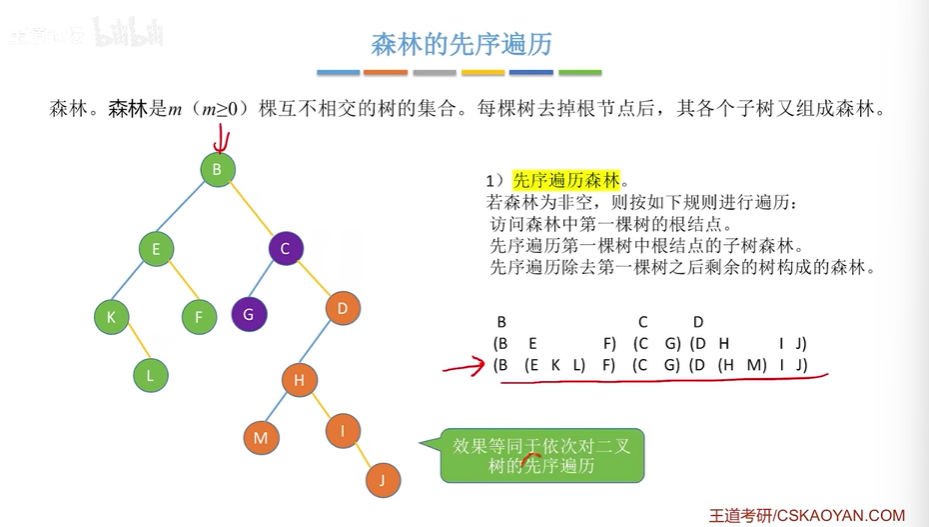 bilibili
森林的先序遍历
森林。森林是m(m≥0)棵互不相交的树的集合。每棵树去掉根节点后，其各个子树又组成森林。
B
E
C
K
F
G
D
L
H
M
I
J
1）先序遍历森林。
若森林为非空，则按如下规则进行遍历：
访问森林中第一棵树的根结点。
先序遍历第一棵树中根结点的子树森林。
先序遍历除去第一棵树之后剩余的树构成的森林。
B C D
(B E F) (C G) (D H I J)
(B (E K L) F) (C G) (D (H M) I J)
效果等同于依次对二叉
树的先序遍历
王道考研/CSKAOYAN.COM